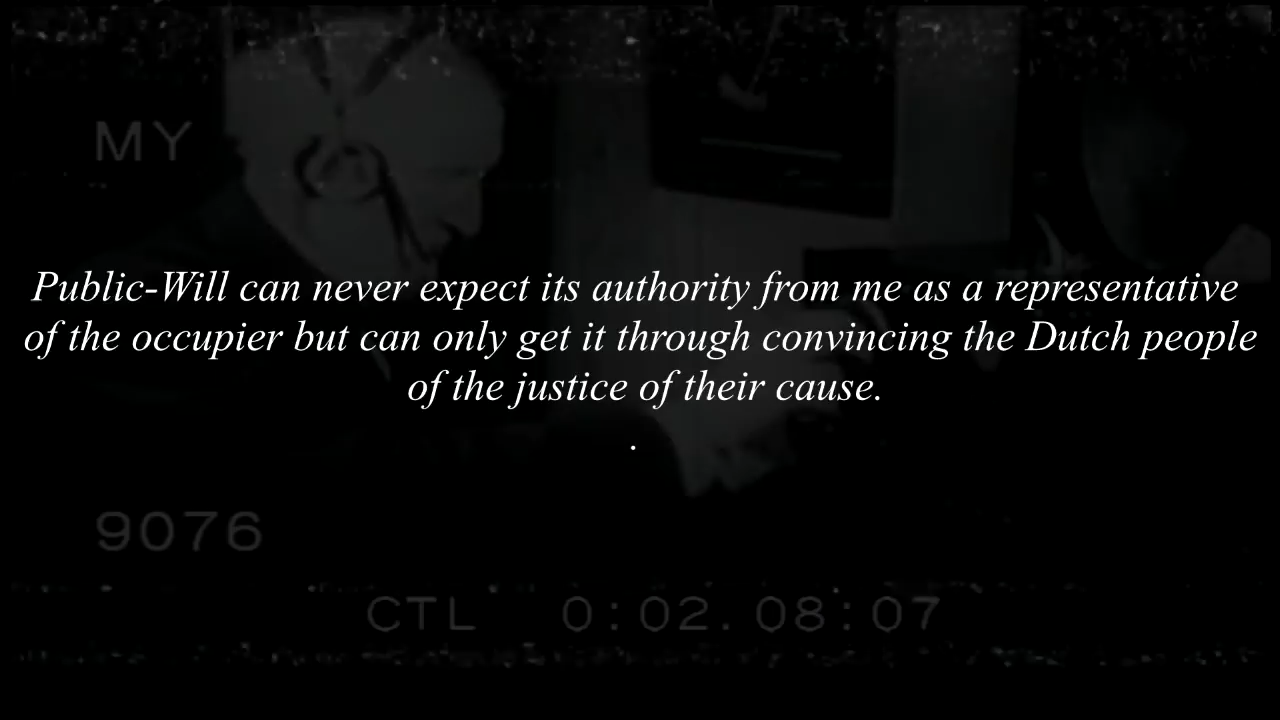 MY
Public-Will can never expect its authority from me as a representative
of the occupier but can only get it through convincing the Dutch people
of the justice of their cause.
.
9076
CTL 0:02.08:07